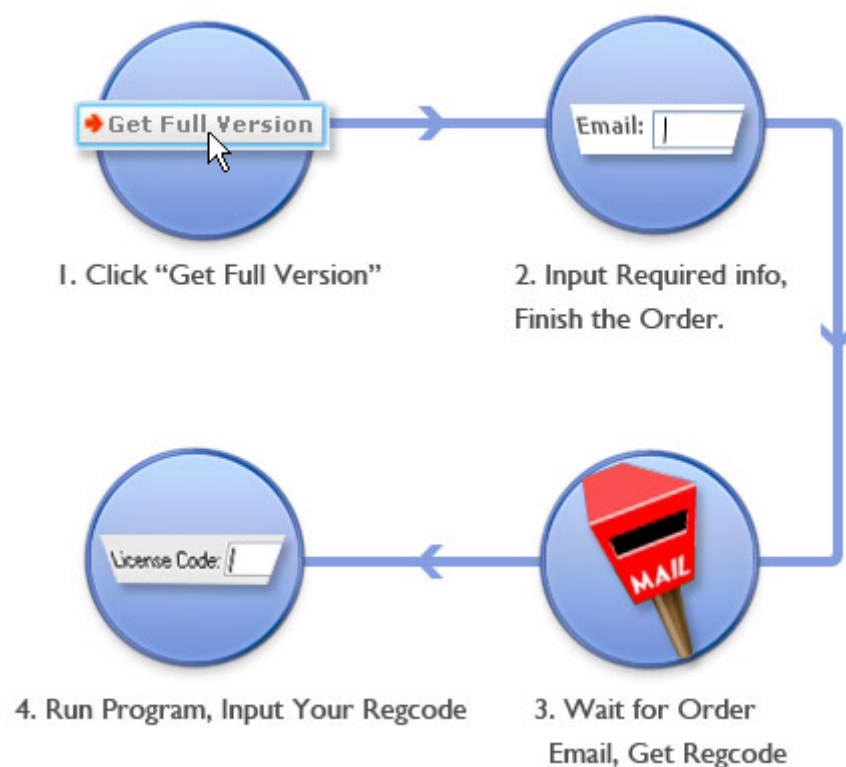 Get Full Version
Email:
1. Click “Get Full Version”
2. Input Required info,
Finish the Order.
MAIL
3. Wait for Order
Email, Get Regcode
License Code:
4. Run Program, Input Your Regcode